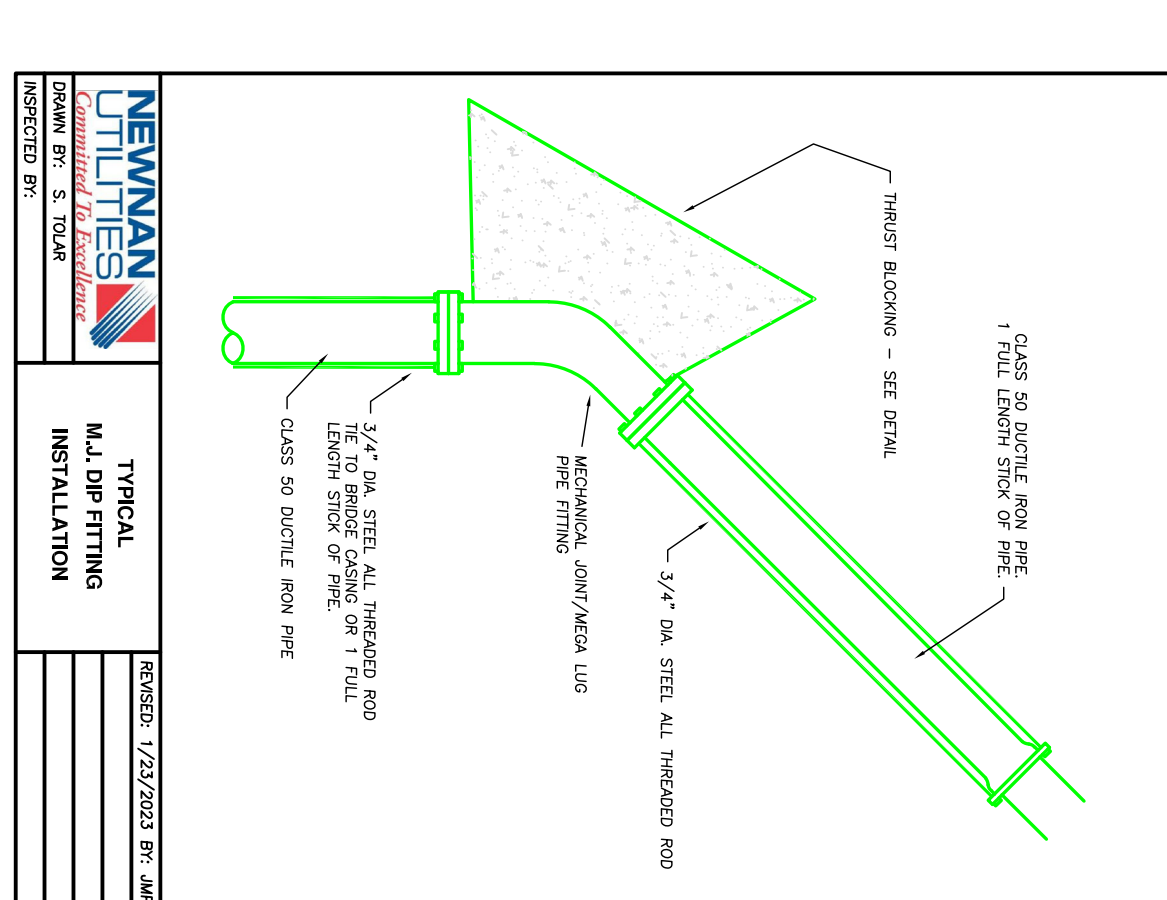 THRUST BLOCKING - SEE DETAIL
CLASS 50 DUCTILE IRON PIPE.
1 FULL LENGTH STICK OF PIPE.
MECHANICAL JOINT/MEGA LUG
PIPE FITTING
3/4" DIA. STEEL ALL THREADED ROD
3/4" DIA. STEEL ALL THREADED ROD
TIE TO BRIDGE CASING OR 1 FULL
LENGTH STICK OF PIPE.
CLASS 50 DUCTILE IRON PIPE
NEWNAN
UTILITIES
Committed To Excellence
DRAWN BY: S. TOLAR
INSPECTED BY:
TYPICAL
M.J. DIP FITTING
INSTALLATION
REVISED: 1/23/2023 BY: